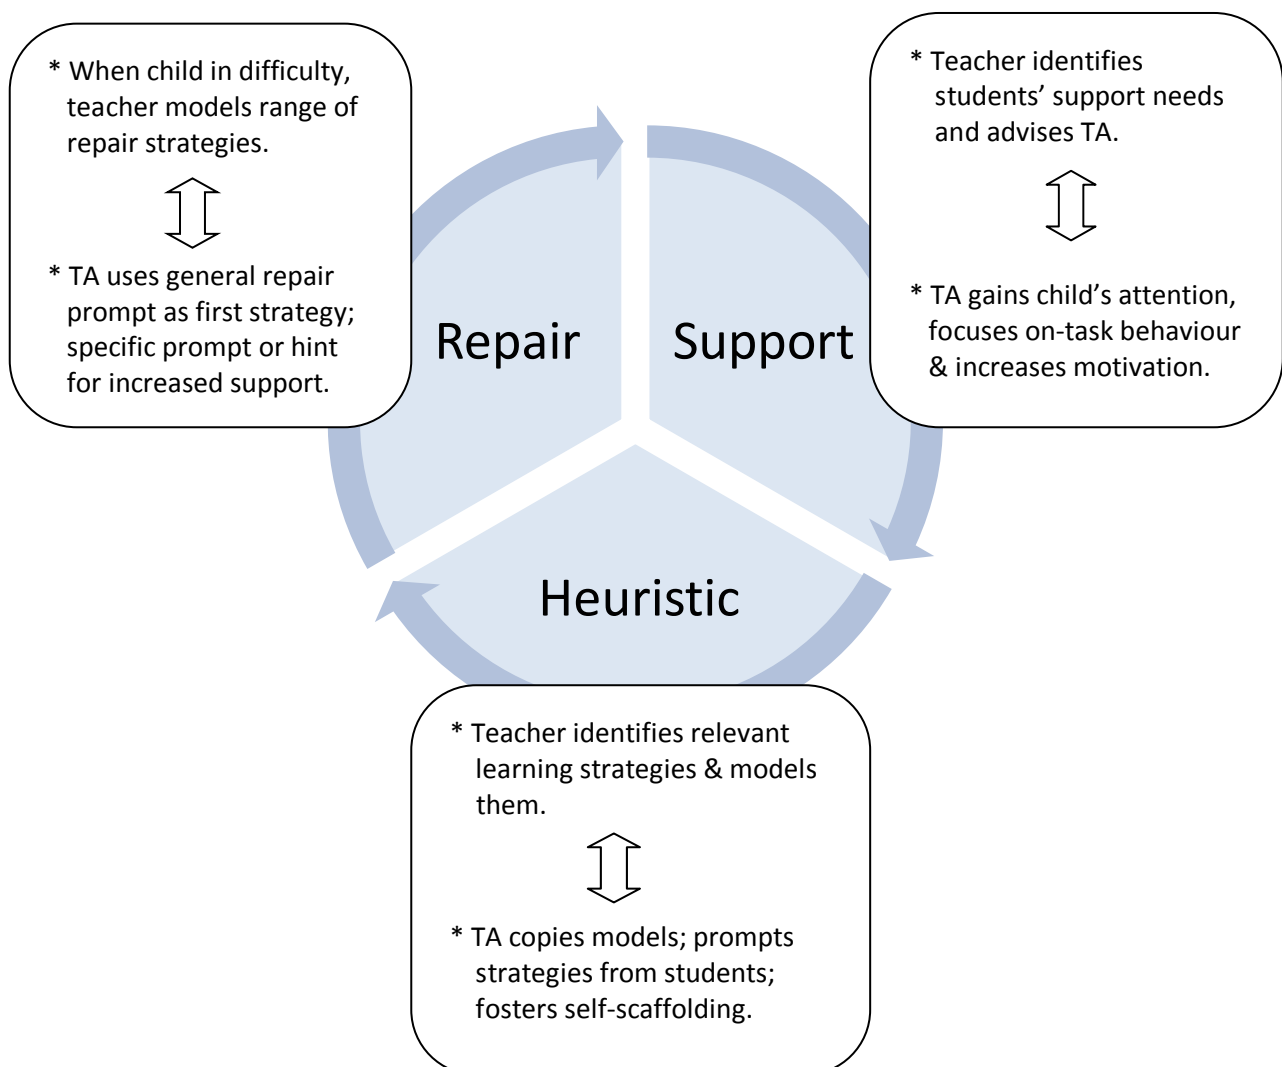 * When child in difficulty,
teacher models range of
repair strategies.
* TA uses general repair
prompt as first strategy;
specific prompt or hint
for increased support.
* Teacher identifies
students’ support needs
and advises TA.
* TA gains child’s attention,
focuses on-task behaviour
& increases motivation.
Repair
Support
Heuristic
* Teacher identifies relevant
learning strategies & models
them.
* TA copies models; prompts
strategies from students;
fosters self-scaffolding.